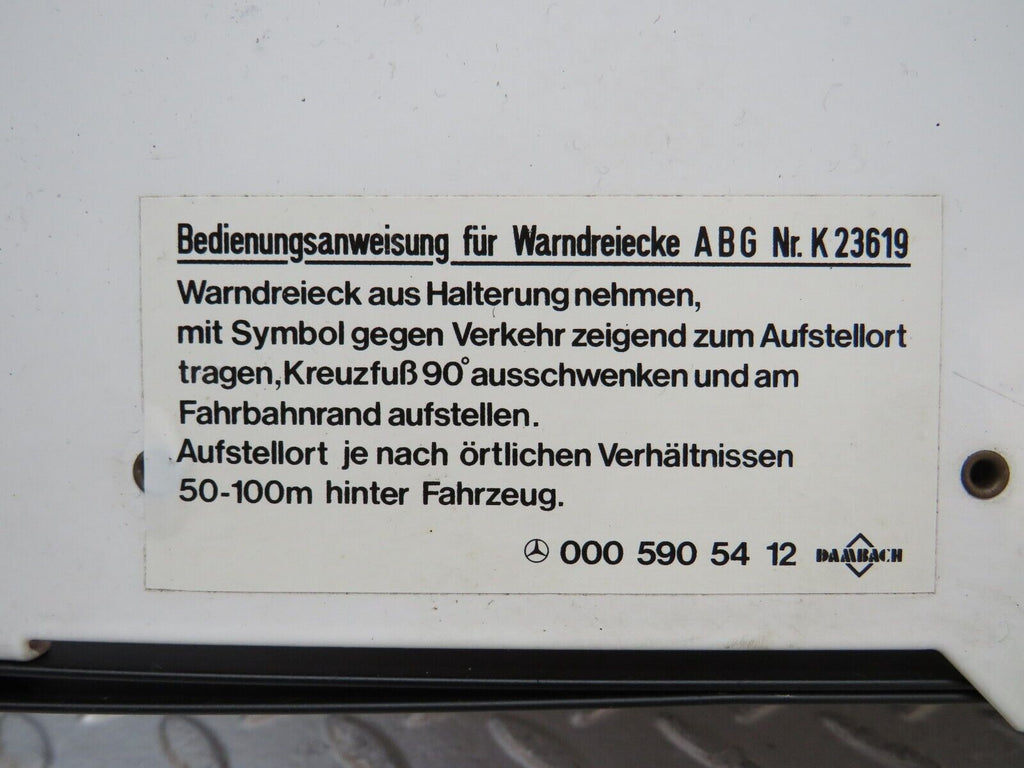 Bedienungsanweisung für Warndreiecke ABG Nr. K 23619
Warndreieck aus Halterung nehmen,
mit Symbol gegen Verkehr zeigend zum Aufstellort
tragen, Kreuzfuß 90° ausschwenken und am
Fahrbahnrand aufstellen.
Aufstellort je nach örtlichen Verhältnissen
50-100m hinter Fahrzeug.
000 590 54 12 DAMBACH